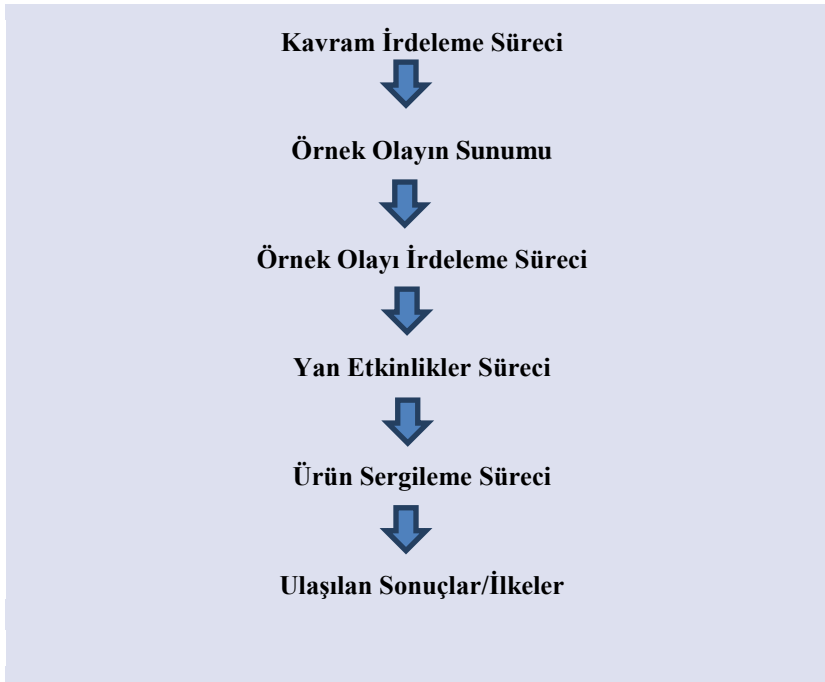 Kavram İrdeleme Süreci
Örnek Olayın Sunumu
Örnek Olayı İrdeleme Süreci
Yan Etkinlikler Süreci
Ürün Sergileme Süreci
Ulaşılan Sonuçlar/İlkeler